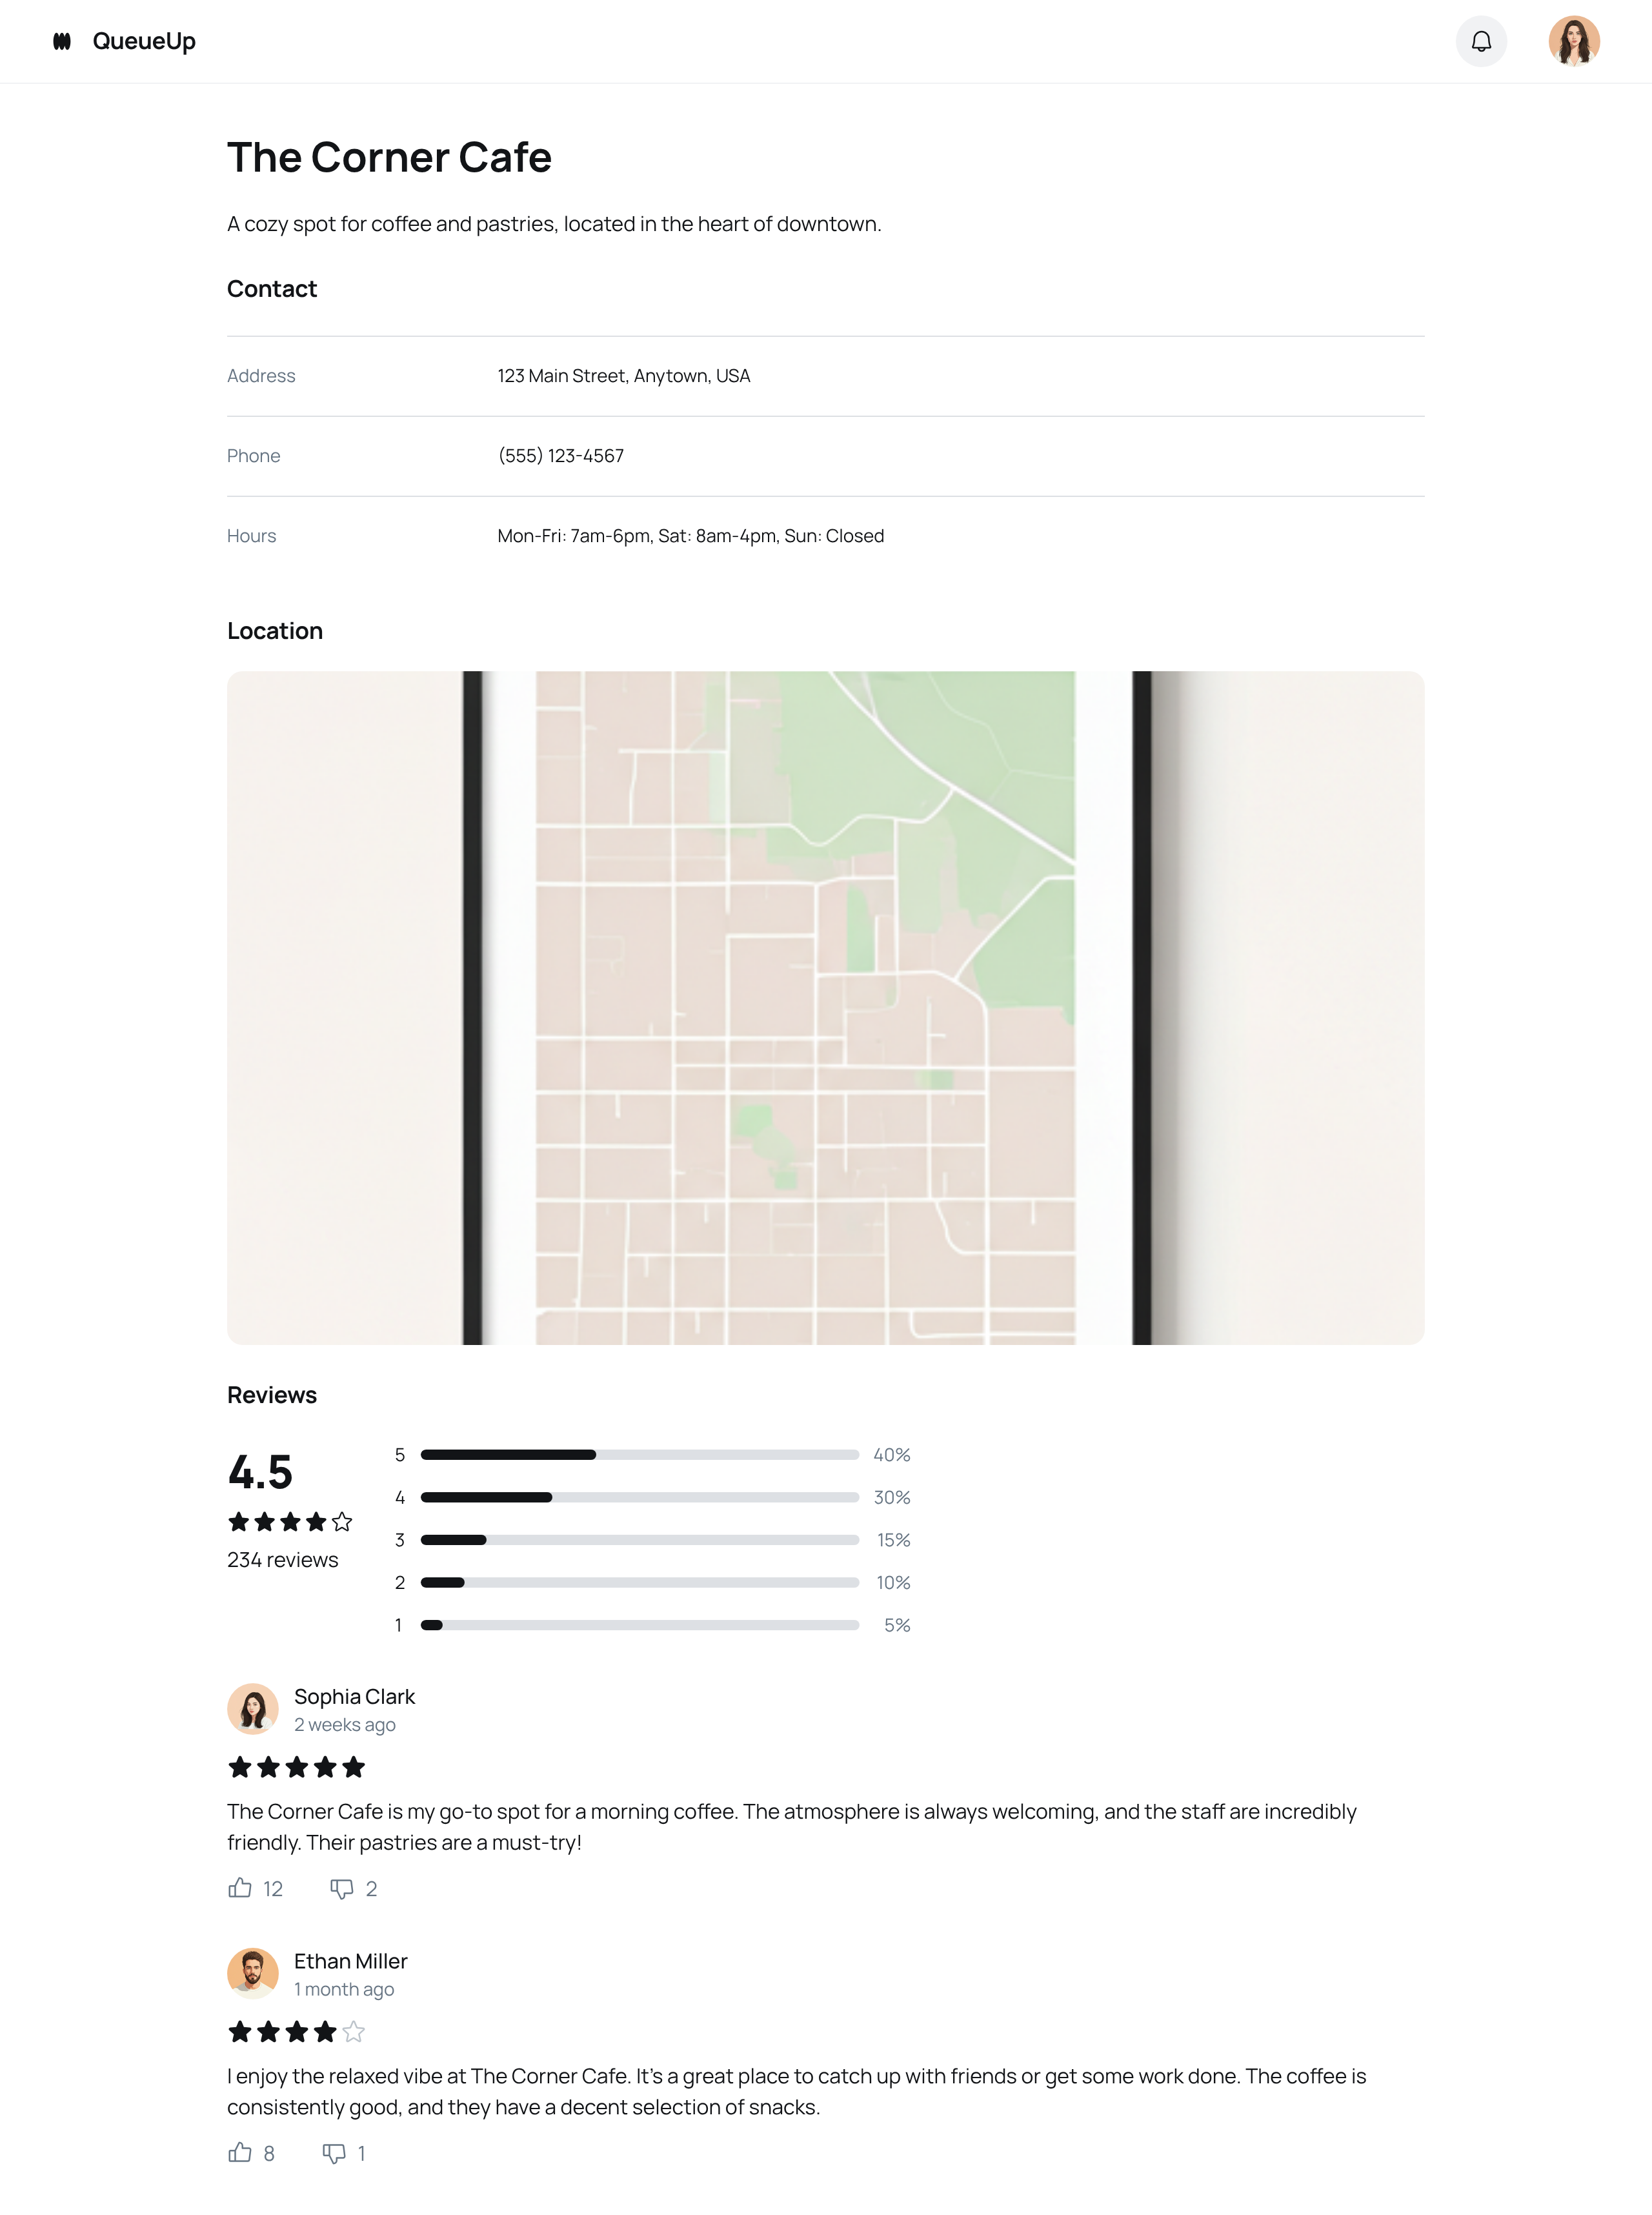 QueueUp
The Corner Cafe
A cozy spot for coffee and pastries, located in the heart of downtown.
Contact
Address 123 Main Street, Anytown, USA
Phone (555) 123-4567
Hours Mon-Fri: 7am-6pm, Sat: 8am-4pm, Sun: Closed
Location
Reviews
4.5
234 reviews
5 40%
4 30%
3 15%
2 10%
1 5%
Sophia Clark
2 weeks ago
The Corner Cafe is my go-to spot for a morning coffee. The atmosphere is always welcoming, and the staff are incredibly
friendly. Their pastries are a must-try!
12 2
Ethan Miller
1 month ago
I enjoy the relaxed vibe at The Corner Cafe. It's a great place to catch up with friends or get some work done. The coffee is
consistently good, and they have a decent selection of snacks.
8 1